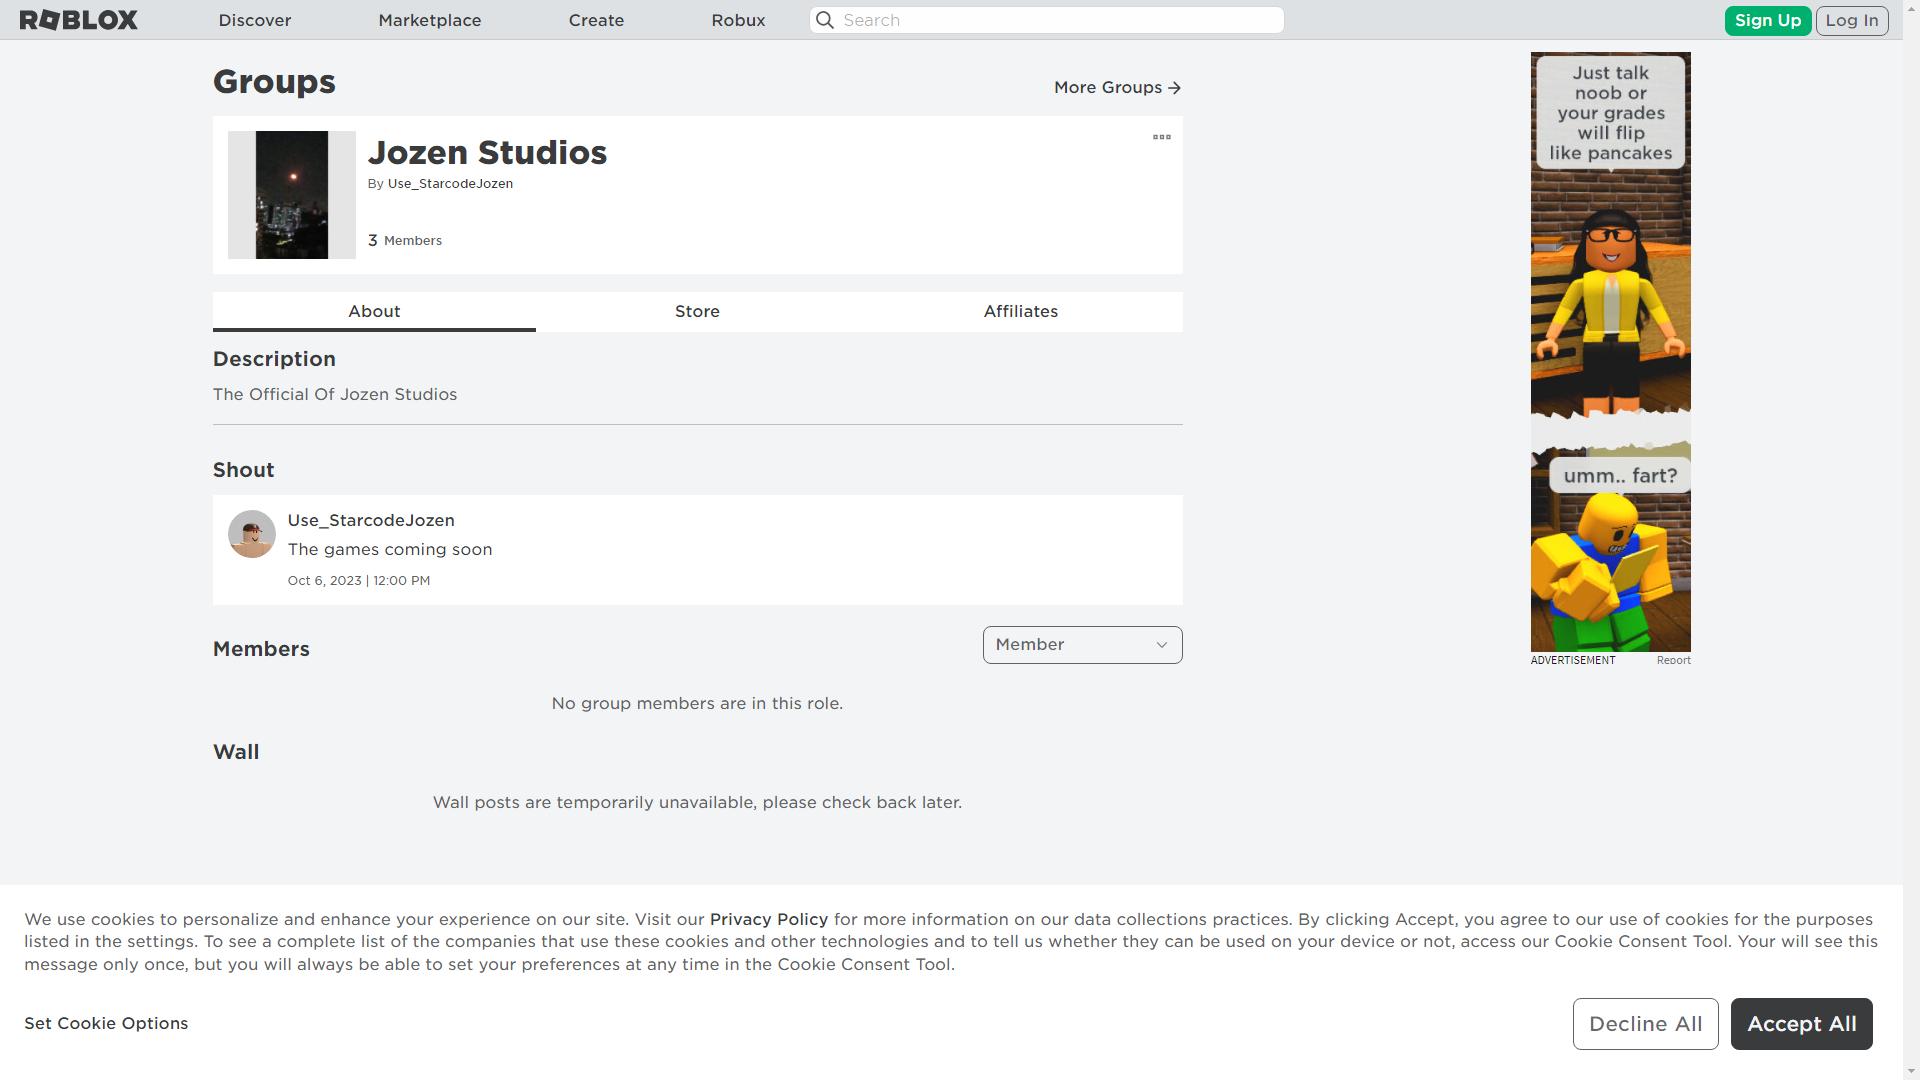 ROBLOX
Discover
Marketplace
Create
Robux
Search
Sign Up
Log In
Groups
More Groups
Jozen Studios
By Use_StarcodeJozen
3 Members
About
Store
Affiliates
Description
The Official Of Jozen Studios
Shout
Use_StarcodeJozen
The games coming soon
Oct 6, 2023 | 12:00 PM
Members
Member
No group members are in this role.
Wall
Wall posts are temporarily unavailable, please check back later.
Just talk
noob or
your grades
will flip
like pancakes
umm.. fart?
ADVERTISEMENT
Report
We use cookies to personalize and enhance your experience on our site. Visit our Privacy Policy for more information on our data collections practices. By clicking Accept, you agree to our use of cookies for the purposes
listed in the settings. To see a complete list of the companies that use these cookies and other technologies and to tell us whether they can be used on your device or not, access our Cookie Consent Tool. Your will see this
message only once, but you will always be able to set your preferences at any time in the Cookie Consent Tool.
Set Cookie Options
Decline All
Accept All